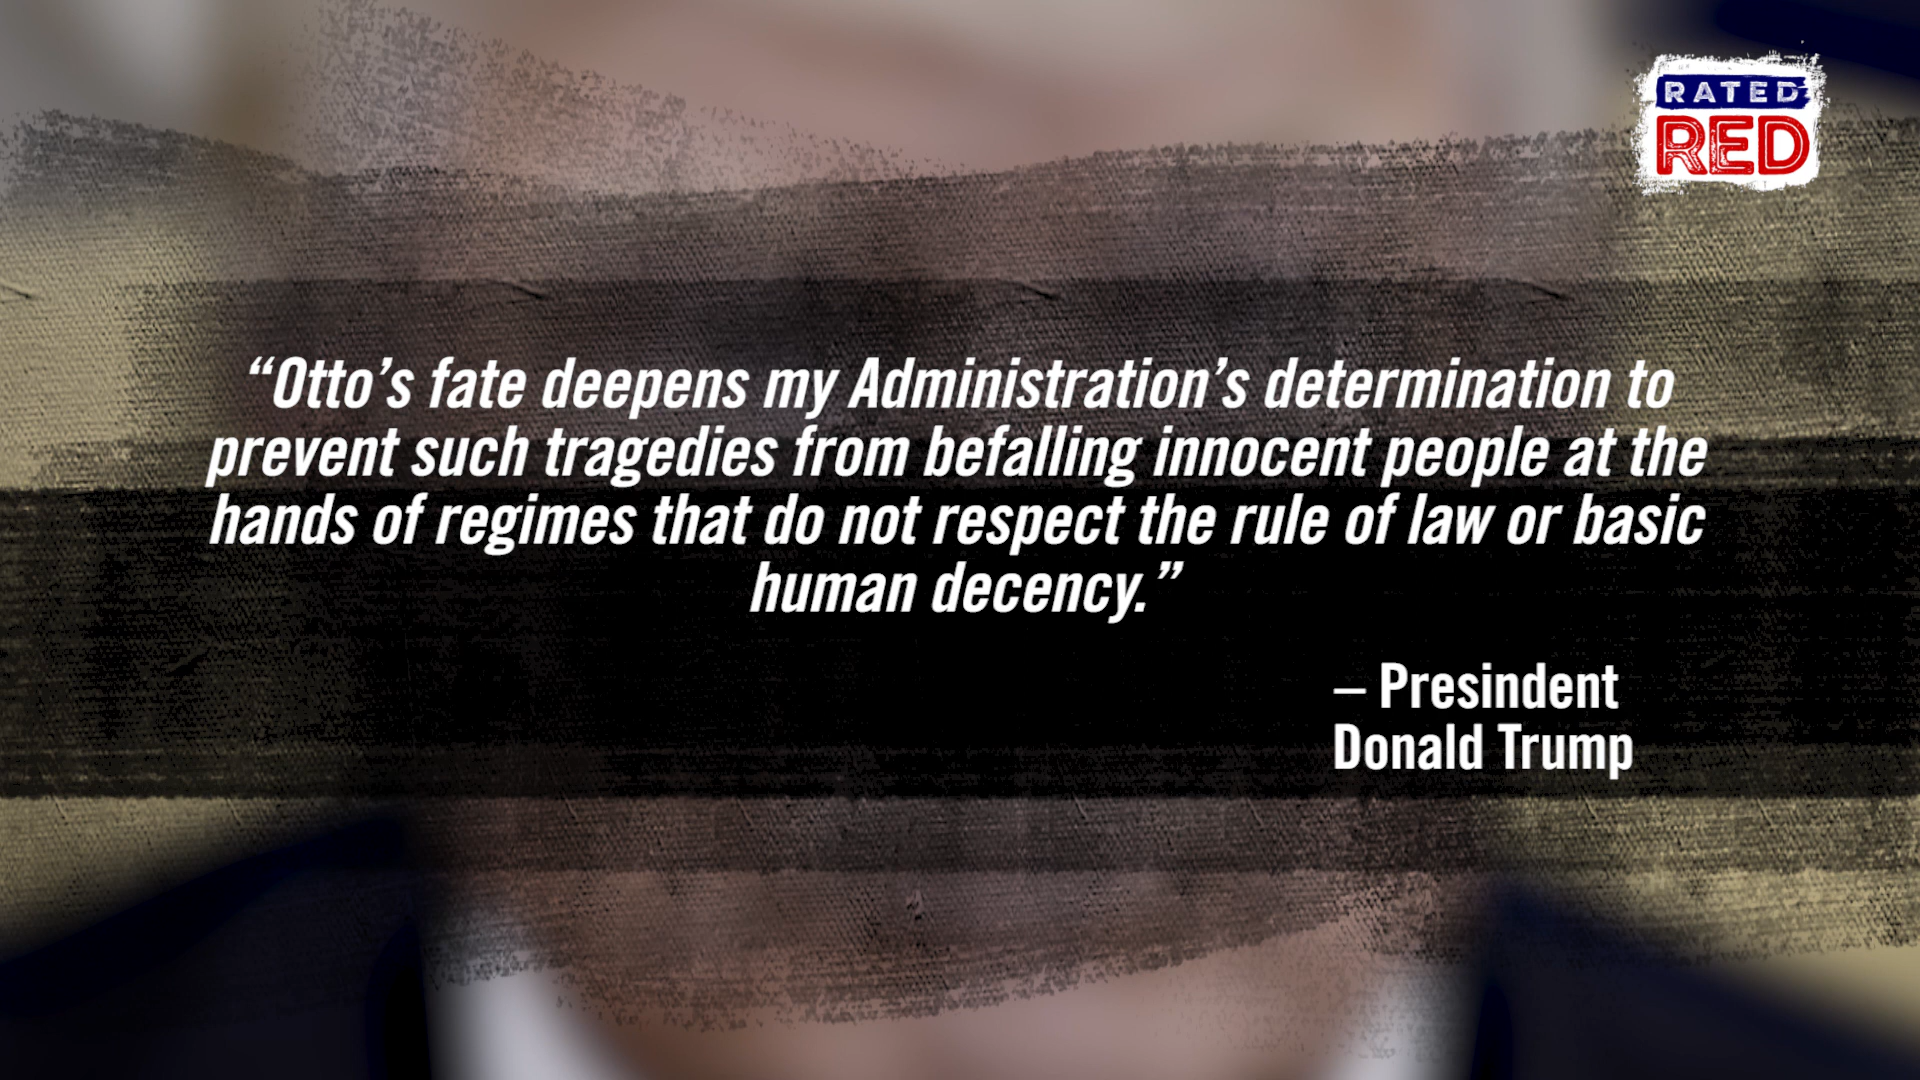 RATED
RED
“Otto’s fate deepens my Administration’s determination to
prevent such tragedies from befalling innocent people at the
hands of regimes that do not respect the rule of law or basic
human decency.”
– Presindent
Donald Trump